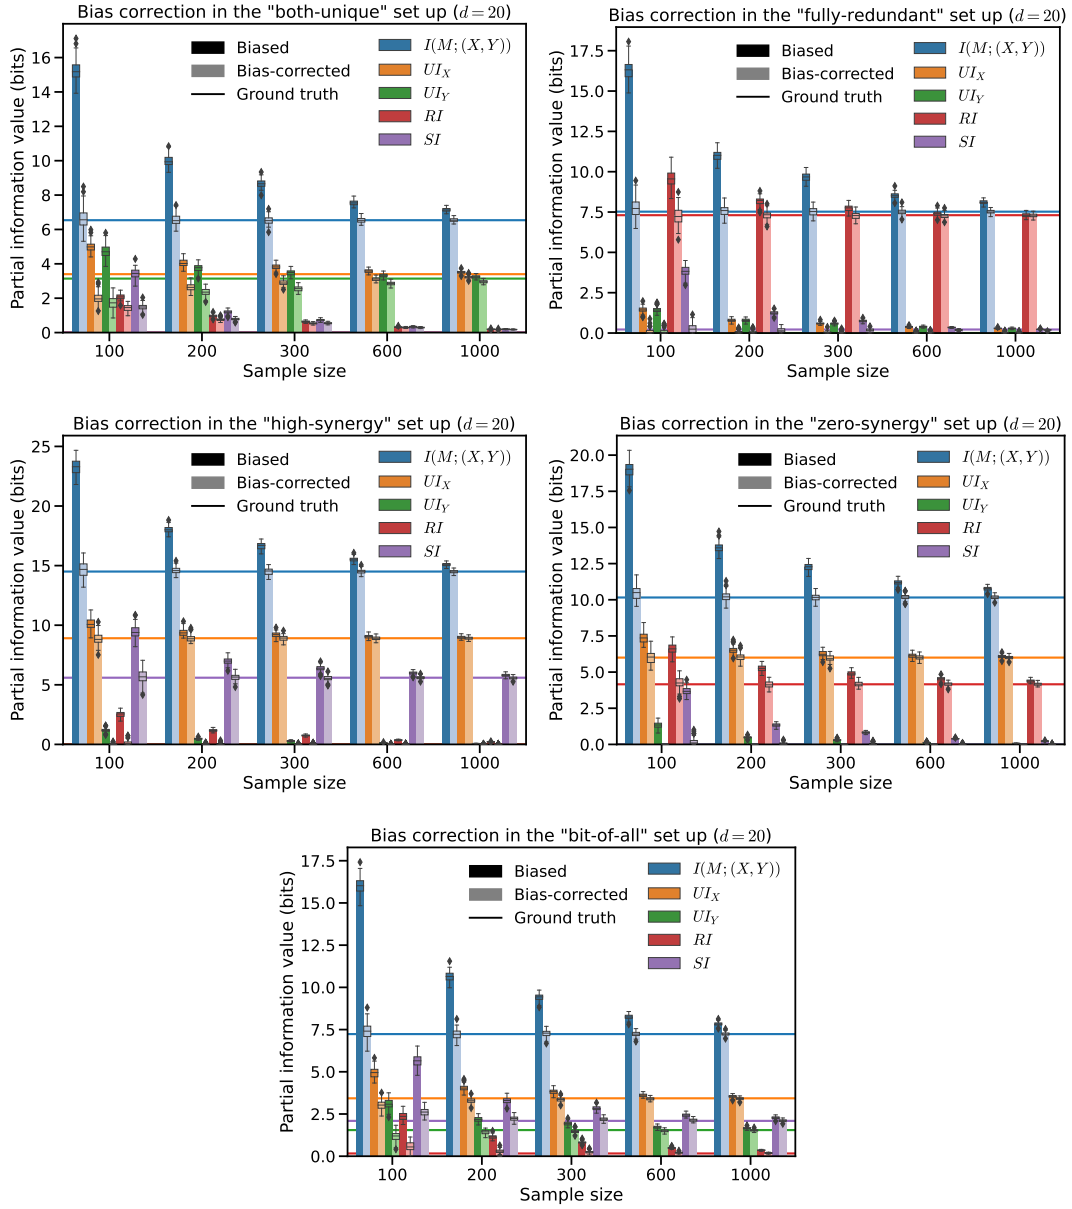 Bias correction in the "both-unique" set up (d = 20)
Partial information value (bits)
16
14
12
10
8
6
4
2
0
Biased
Bias-corrected
Ground truth
I(M; (X, Y))
UI_X
UI_Y
RI
SI
100 200 300 600 1000
Sample size
Bias correction in the "fully-redundant" set up (d = 20)
Partial information value (bits)
17.5
15.0
12.5
10.0
7.5
5.0
2.5
0.0
Biased
Bias-corrected
Ground truth
I(M; (X, Y))
UI_X
UI_Y
RI
SI
100 200 300 600 1000
Sample size
Bias correction in the "high-synergy" set up (d = 20)
Partial information value (bits)
25
20
15
10
5
0
Biased
Bias-corrected
Ground truth
I(M; (X, Y))
UI_X
UI_Y
RI
SI
100 200 300 600 1000
Sample size
Bias correction in the "zero-synergy" set up (d = 20)
Partial information value (bits)
20.0
17.5
15.0
12.5
10.0
7.5
5.0
2.5
0.0
Biased
Bias-corrected
Ground truth
I(M; (X, Y))
UI_X
UI_Y
RI
SI
100 200 300 600 1000
Sample size
Bias correction in the "bit-of-all" set up (d = 20)
Partial information value (bits)
17.5
15.0
12.5
10.0
7.5
5.0
2.5
0.0
Biased
Bias-corrected
Ground truth
I(M; (X, Y))
UI_X
UI_Y
RI
SI
100 200 300 600 1000
Sample size